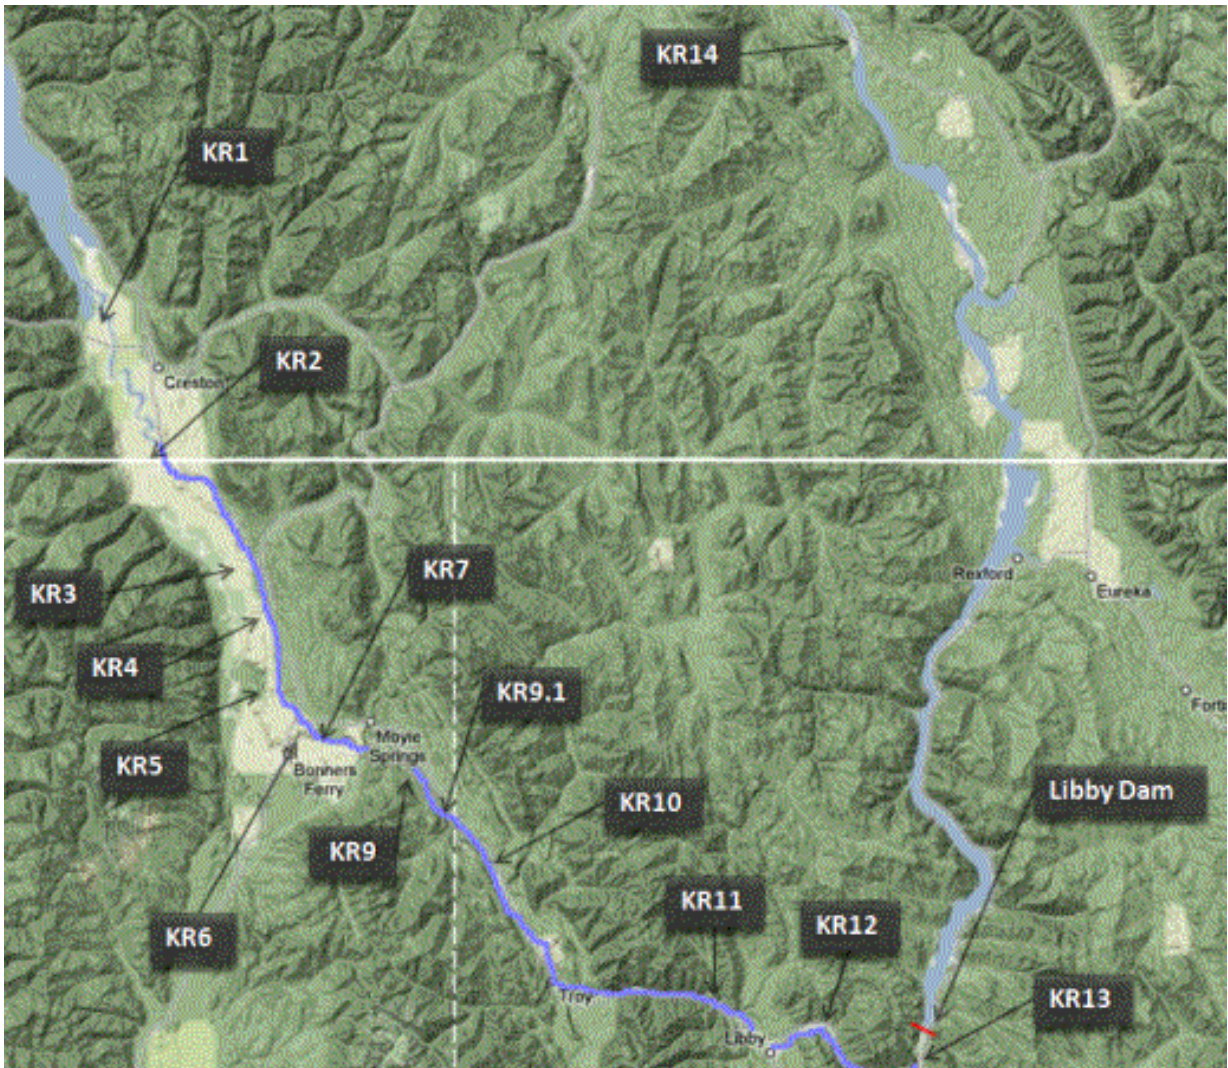 KR14
KR1
KR2
Creston
KR7
Rexford
Eureka
KR3
KR4
KR9.1
Fort
Moyie
Springs
KR5
Bonners
Ferry
KR10
Libby Dam
KR9
KR11
KR12
KR6
Troy
KR13
Libby